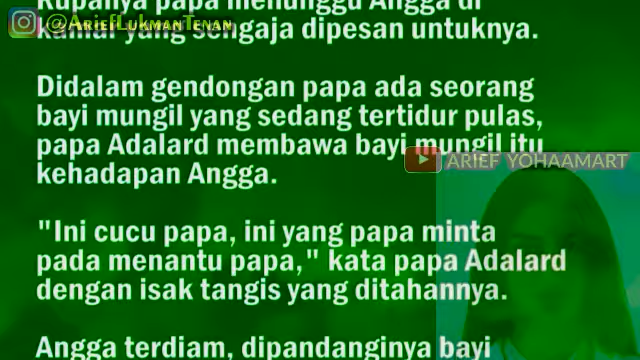 Rupanya papa menunggu Angga di
@AriefLukmanTenan
kamar yang sengaja dipesan untuknya.
Didalam gendongan papa ada seorang
bayi mungil yang sedang tertidur pulas,
papa Adalard membawa bayi mungil itu
ARIEF YOHAAMART
kehadapan Angga.
"Ini cucu papa, ini yang papa minta
pada menantu papa," kata papa Adalard
dengan isak tangis yang ditahannya.
Angga terdiam, dipandanginya bayi